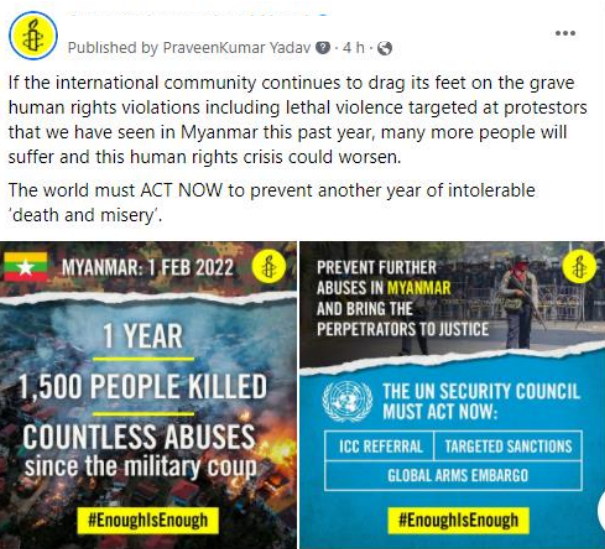 Published by PraveenKumar Yadav · 4 h ·
If the international community continues to drag its feet on the grave
human rights violations including lethal violence targeted at protestors
that we have seen in Myanmar this past year, many more people will
suffer and this human rights crisis could worsen.
The world must ACT NOW to prevent another year of intolerable
‘death and misery’.
MYANMAR: 1 FEB 2022
1 YEAR
1,500 PEOPLE KILLED
COUNTLESS ABUSES
since the military coup
#EnoughIsEnough
PREVENT FURTHER
ABUSES IN MYANMAR
AND BRING THE
PERPETRATORS TO JUSTICE
THE UN SECURITY COUNCIL
MUST ACT NOW:
ICC REFERRAL
TARGETED SANCTIONS
GLOBAL ARMS EMBARGO
#EnoughIsEnough